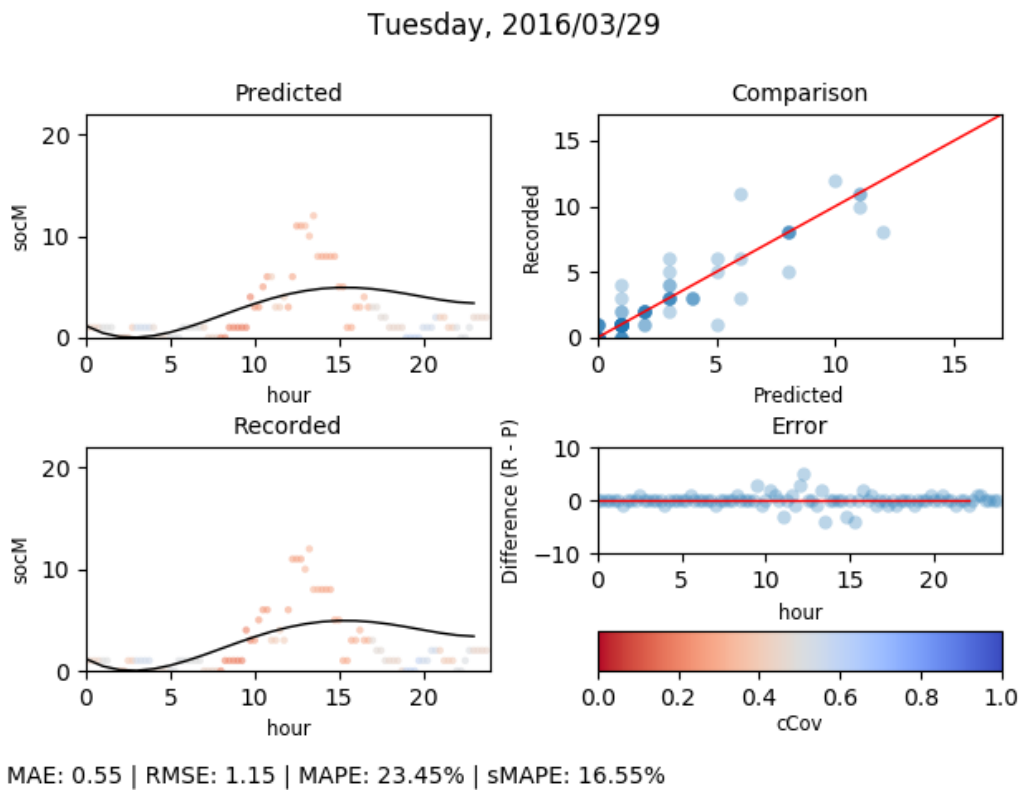 Tuesday, 2016/03/29
Predicted
20
10
0
socM
0 5 10 15 20
hour
Comparison
15
10
5
0
Recorded
0 5 10 15
Predicted
Recorded
20
10
0
socM
0 5 10 15 20
hour
Error
10
0
−10
Difference (R - P)
0 5 10 15 20
hour
0.0 0.2 0.4 0.6 0.8 1.0
cCov
MAE: 0.55 | RMSE: 1.15 | MAPE: 23.45% | sMAPE: 16.55%